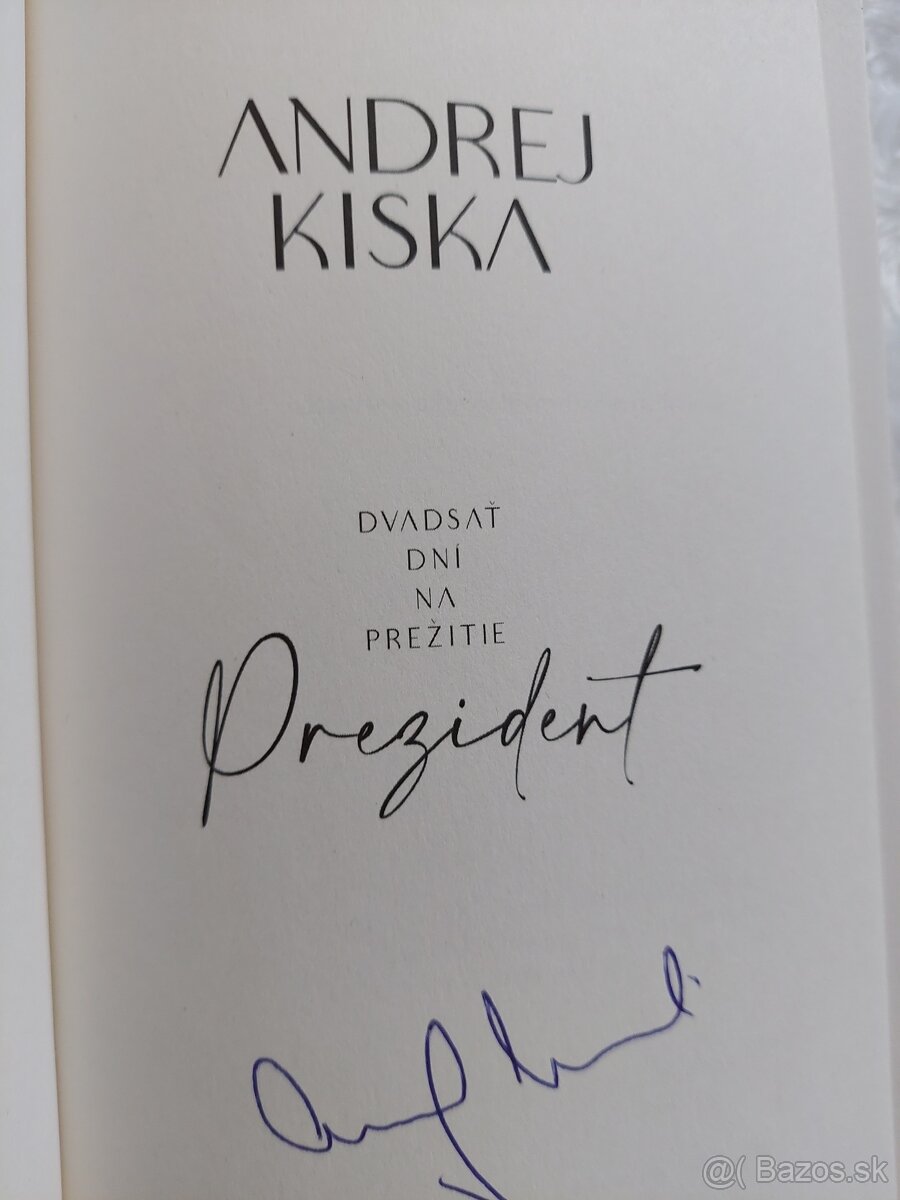 ANDREJ
KISKA
DVADSAŤ
DNÍ
NA
PREŽITIE
Prezident
@( Bazos.sk